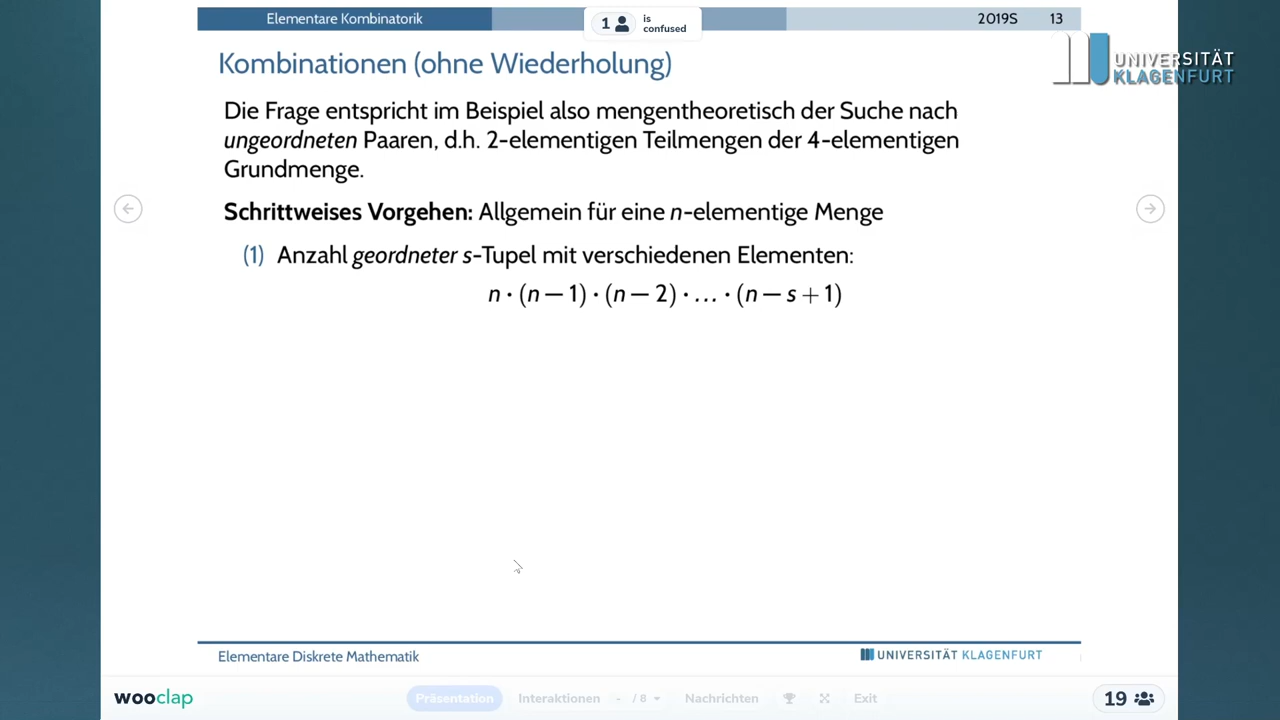 Elementare Kombinatorik
2019S 13
1 is confused
Kombinationen (ohne Wiederholung)
UNIVERSITÄT
KLAGENFURT
Die Frage entspricht im Beispiel also mengentheoretisch der Suche nach
ungeordneten Paaren, d.h. 2-elementigen Teilmengen der 4-elementigen
Grundmenge.
Schrittweises Vorgehen: Allgemein für eine n-elementige Menge
(1) Anzahl geordneter s-Tupel mit verschiedenen Elementen:
n · (n − 1) · (n − 2) · … · (n − s + 1)
Elementare Diskrete Mathematik
UNIVERSITÄT KLAGENFURT
wooclap
Präsentation Interaktionen - / 8 Nachrichten Exit
19